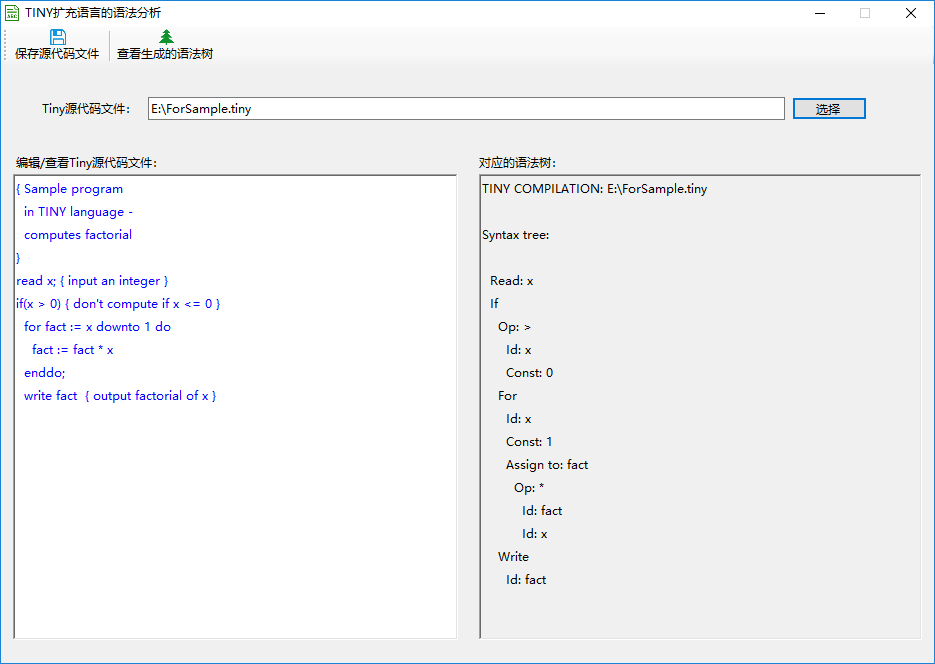 TINY扩充语言的语法分析
保存源代码文件 查看生成的语法树
Tiny源代码文件: E:\ForSample.tiny 选择
编辑/查看Tiny源代码文件:
{ Sample program
in TINY language -
computes factorial
}
read x; { input an integer }
if(x > 0) { don't compute if x <= 0 }
for fact := x downto 1 do
fact := fact * x
enddo;
write fact { output factorial of x }
对应的语法树:
TINY COMPILATION: E:\ForSample.tiny
Syntax tree:
Read: x
If
Op: >
Id: x
Const: 0
For
Id: x
Const: 1
Assign to: fact
Op: *
Id: fact
Id: x
Write
Id: fact